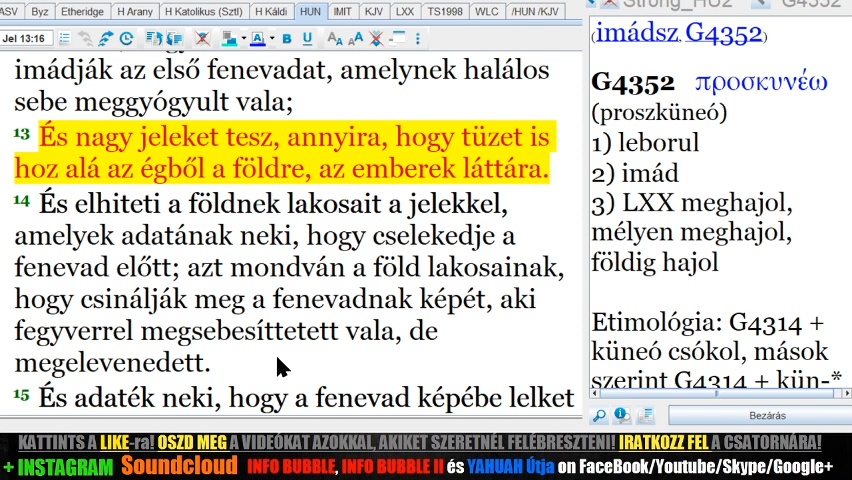 ASV Byz Etheridge H Arany H Katolikus (Sztl) H Káldi HUN IMIT KJV LXX TS1998 WLC /HUN /KJV
Jel 13:16
imádják az első fenevadat, amelynek halálos
sebe meggyógyult vala;
13 És nagy jeleket tesz, annyira, hogy tüzet is
hoz alá az égből a földre, az emberek láttára.
14 És elhiteti a földnek lakosait a jelekkel,
amelyek adatának neki, hogy cselekedje a
fenevad előtt; azt mondván a föld lakosainak,
hogy csinálják meg a fenevadnak képét, aki
fegyverrel megsebesíttetett vala, de
megelevenedett.
15 És adaték neki, hogy a fenevad képébe lelket
Strong_HU2 G4352
(imádsz, G4352)
G4352 προσκυνέω
(proszküneó)
1) leborul
2) imád
3) LXX meghajol,
mélyen meghajol,
földig hajol
Etimológia: G4314 +
küneó csókol, mások
szerint G4314 + kün-*
Bezárás
KATTINTS A LIKE-ra! OSZD MEG A VIDEÓKAT AZOKKAL, AKIKET SZERETNÉL FELÉBRESZTENI! IRATKOZZ FEL A CSATORNÁRA!
+ INSTAGRAM Soundcloud INFO BUBBLE, INFO BUBBLE II és YAHUAH Útja on FaceBook/Youtube/Skype/Google+